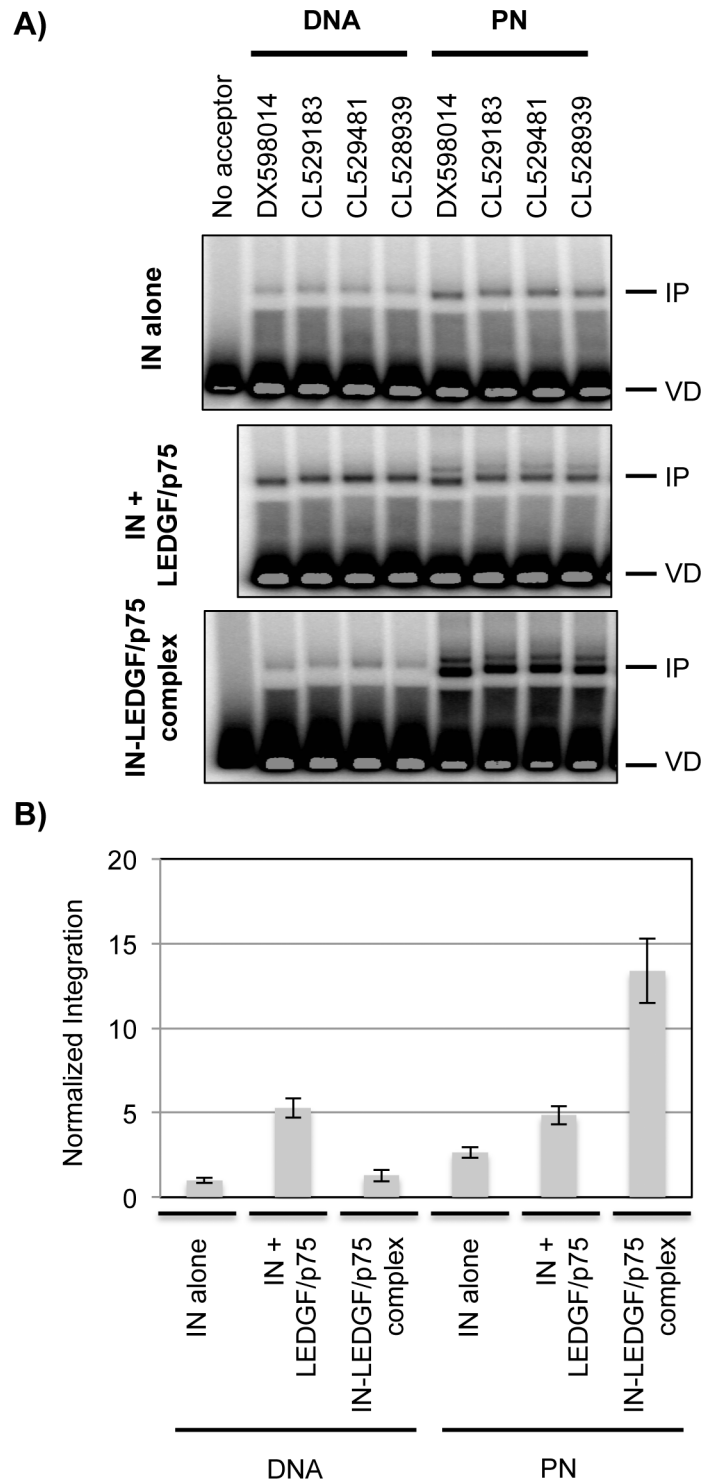 A)
DNA
PN
No acceptor
DX598014
CL529183
CL529481
CL528939
DX598014
CL529183
CL529481
CL528939
IN alone
IP
VD
IN +
LEDGF/p75
IP
VD
IN-LEDGF/p75
complex
IP
VD
B)
Normalized Integration
20
15
10
5
0
IN alone
IN +
LEDGF/p75
IN-LEDGF/p75
complex
IN alone
IN +
LEDGF/p75
IN-LEDGF/p75
complex
DNA
PN